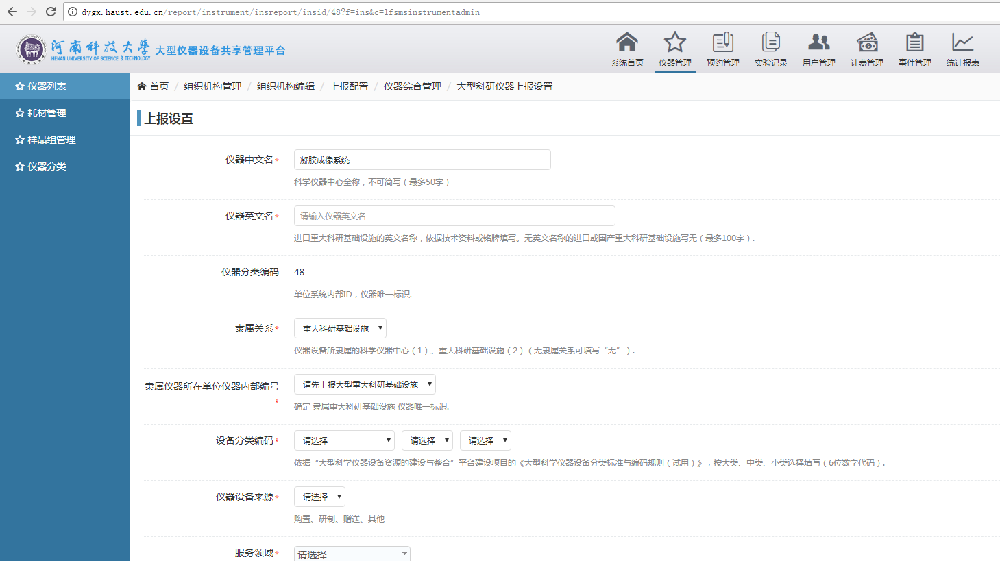 dygx.haust.edu.cn/report/instrument/insreport/insid/48?f=ins&c=lfsmsinstrumentadmin
河南科技大學
HENAN UNIVERSITY OF SCIENCE & TECHNOLOGY
大型仪器设备共享管理平台
系统首页 仪器管理 预约管理 实验记录 用户管理 计费管理 事件管理 统计报表
仪器列表
耗材管理
样品组管理
仪器分类
首页 / 组织机构管理 / 组织机构编辑 / 上报配置 / 仪器综合管理 / 大型科研仪器上报设置
上报设置
仪器中文名* 凝胶成像系统
科学仪器中心全称，不可简写（最多50字）
仪器英文名* 请输入仪器英文名
进口重大科研基础设施的英文名称，依据技术资料或铭牌填写。无英文名称的进口或国产重大科研基础设施写无（最多100字）.
仪器分类编码 48
单位系统内部ID，仪器唯一标识.
隶属关系* 重大科研基础设施
仪器设备所隶属的科学仪器中心（1）、重大科研基础设施（2）（无隶属关系可填写“无”）.
隶属仪器所在单位仪器内部编号* 请先上报大型重大科研基础设施
确定 隶属重大科研基础设施 仪器唯一标识.
设备分类编码* 请选择 请选择 请选择
依据“大型科学仪器设备资源的建设与整合”平台建设项目的《大型科学仪器设备分类标准与编码规则（试用）》，按大类、中类、小类选择填写（6位数字代码）.
仪器设备来源* 请选择
购置、研制、赠送、其他
服务领域* 请选择